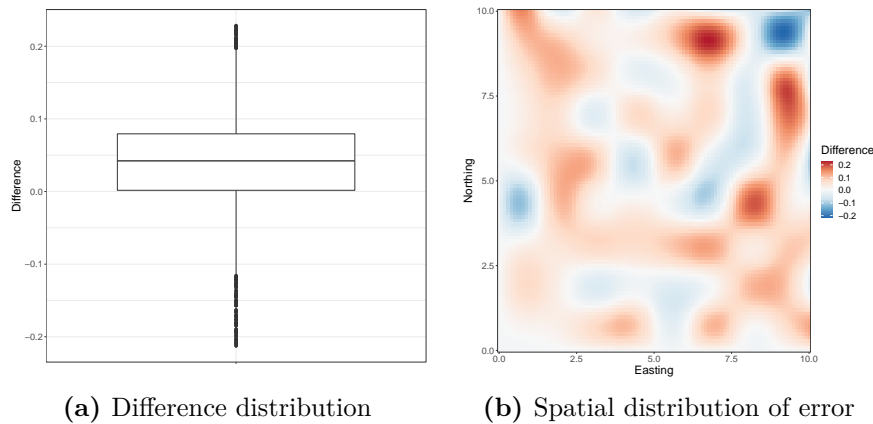 Difference
0.2
0.1
0.0
−0.1
−0.2
(a) Difference distribution
Northing
10.0
7.5
5.0
2.5
0.0
0.0 2.5 5.0 7.5 10.0
Easting
Difference
0.2
0.1
0.0
−0.1
−0.2
(b) Spatial distribution of error